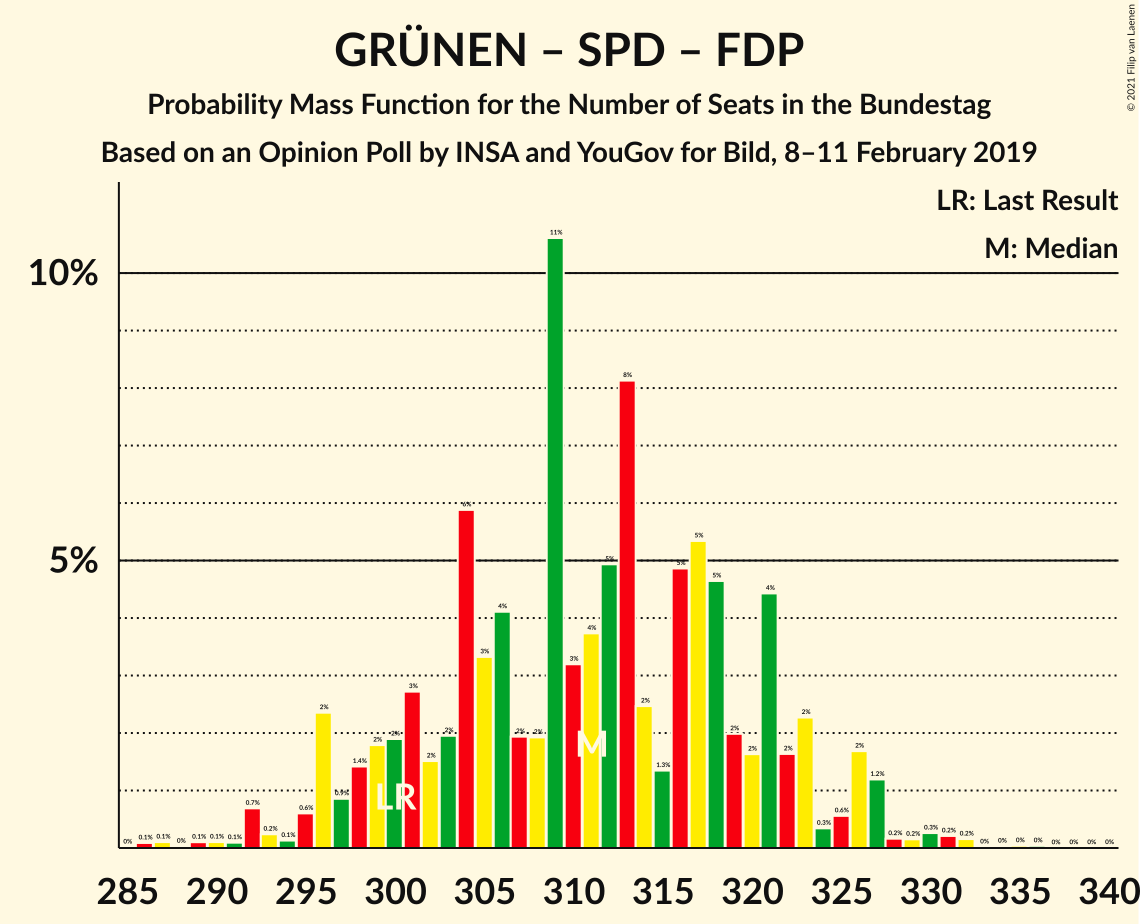 GRÜNEN – SPD – FDP
Probability Mass Function for the Number of Seats in the Bundestag
Based on an Opinion Poll by INSA and YouGov for Bild, 8–11 February 2019
© 2021 Filip van Laenen
LR: Last Result
M: Median
10%
5%
0% 0.1% 0.1% 0% 0.1% 0.1% 0.1% 0.7% 0.2% 0.1% 0.6% 2% 0.9% 1.4% 2% 2% 3% 2% 2% 6% 3% 4% 2% 2% 11% 3% 4% 5% 8% 2% 1.3% 5% 5% 5% 2% 2% 4% 2% 2% 0.3% 0.6% 2% 1.2% 0.2% 0.2% 0.3% 0.2% 0.2% 0% 0% 0% 0% 0% 0% 0% 0%
LR
M
285 290 295 300 305 310 315 320 325 330 335 340